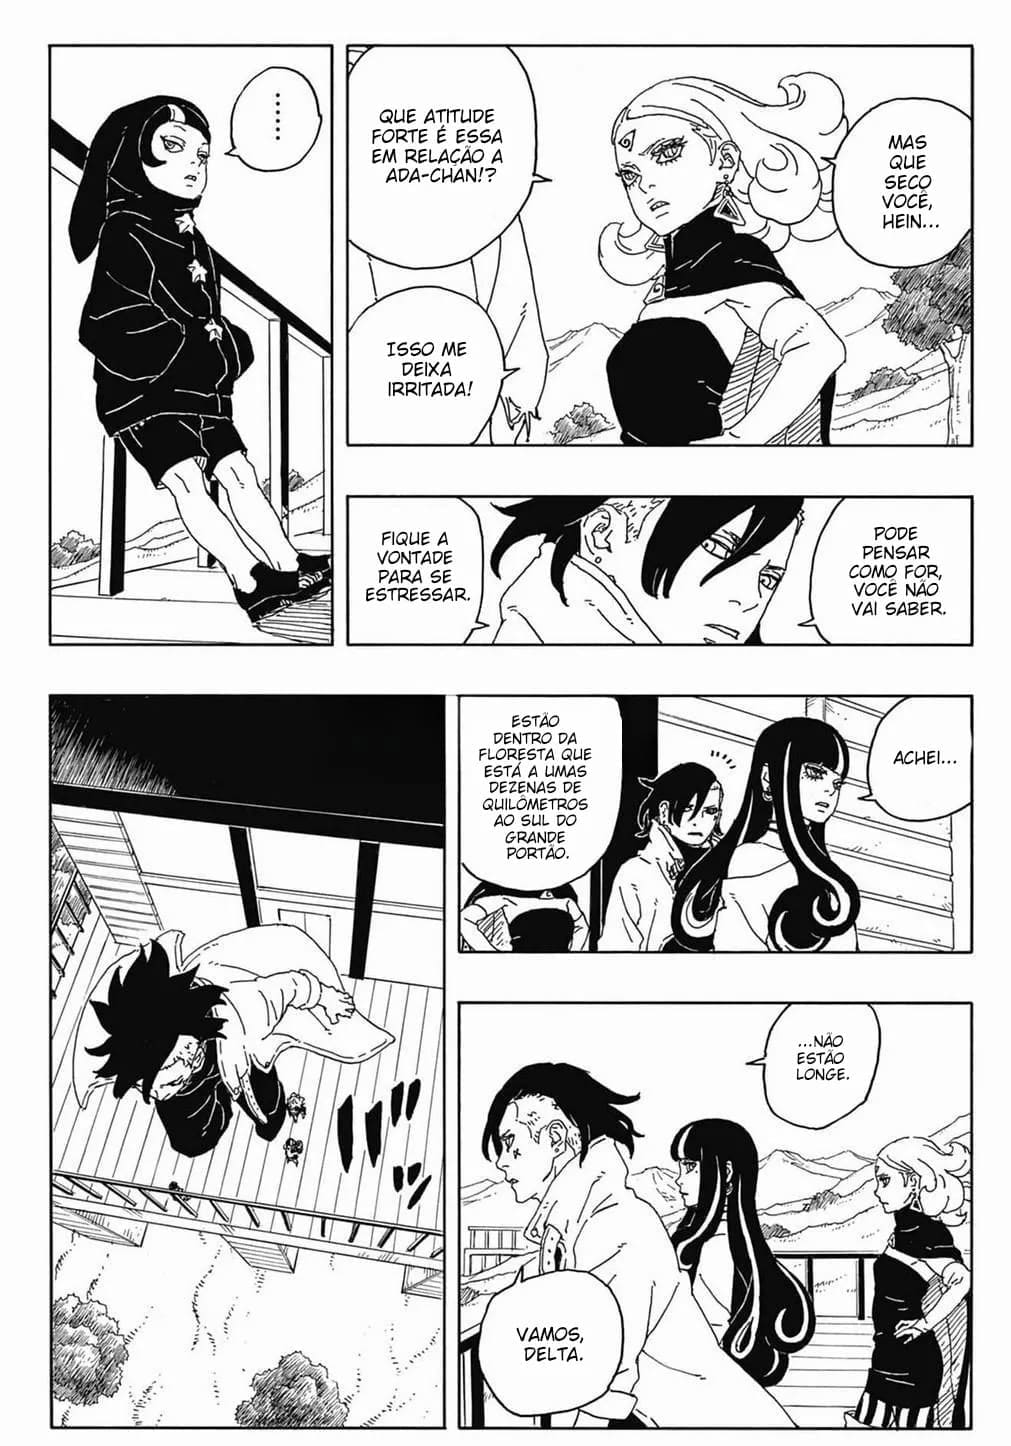 MAS
QUE
SECO
VOCÊ,
HEIN...
QUE ATITUDE
FORTE É ESSA
EM RELAÇÃO A
ADA-CHAN!?
ISSO ME
DEIXA
IRRITADA!
.......
PODE
PENSAR
COMO FOR,
VOCÊ NÃO
VAI SABER.
FIQUE A
VONTADE
PARA SE
ESTRESSAR.
ACHEI...
ESTÃO
DENTRO DA
FLORESTA QUE
ESTÁ A UMAS
DEZENAS DE
QUILÔMETROS
AO SUL DO
GRANDE
PORTÃO.
...NÃO
ESTÃO
LONGE.
VAMOS,
DELTA.